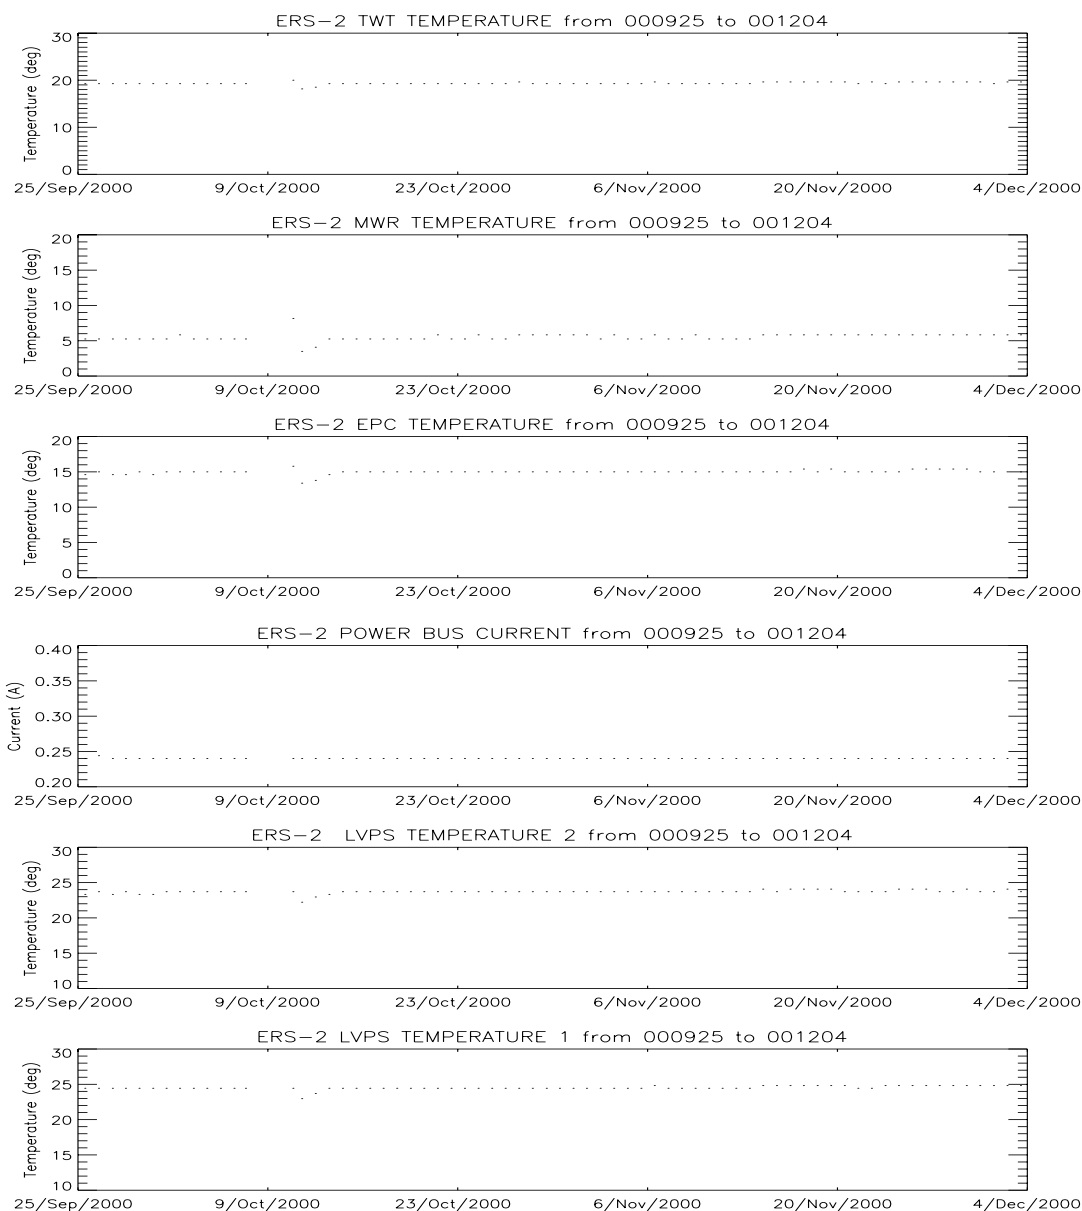 ERS-2 TWT TEMPERATURE from 000925 to 001204
Temperature (deg)
30
20
10
0
25/Sep/2000 9/Oct/2000 23/Oct/2000 6/Nov/2000 20/Nov/2000 4/Dec/2000
ERS-2 MWR TEMPERATURE from 000925 to 001204
Temperature (deg)
20
15
10
5
0
25/Sep/2000 9/Oct/2000 23/Oct/2000 6/Nov/2000 20/Nov/2000 4/Dec/2000
ERS-2 EPC TEMPERATURE from 000925 to 001204
Temperature (deg)
20
15
10
5
0
25/Sep/2000 9/Oct/2000 23/Oct/2000 6/Nov/2000 20/Nov/2000 4/Dec/2000
ERS-2 POWER BUS CURRENT from 000925 to 001204
Current (A)
0.40
0.35
0.30
0.25
0.20
25/Sep/2000 9/Oct/2000 23/Oct/2000 6/Nov/2000 20/Nov/2000 4/Dec/2000
ERS-2 LVPS TEMPERATURE 2 from 000925 to 001204
Temperature (deg)
30
25
20
15
10
25/Sep/2000 9/Oct/2000 23/Oct/2000 6/Nov/2000 20/Nov/2000 4/Dec/2000
ERS-2 LVPS TEMPERATURE 1 from 000925 to 001204
Temperature (deg)
30
25
20
15
10
25/Sep/2000 9/Oct/2000 23/Oct/2000 6/Nov/2000 20/Nov/2000 4/Dec/2000